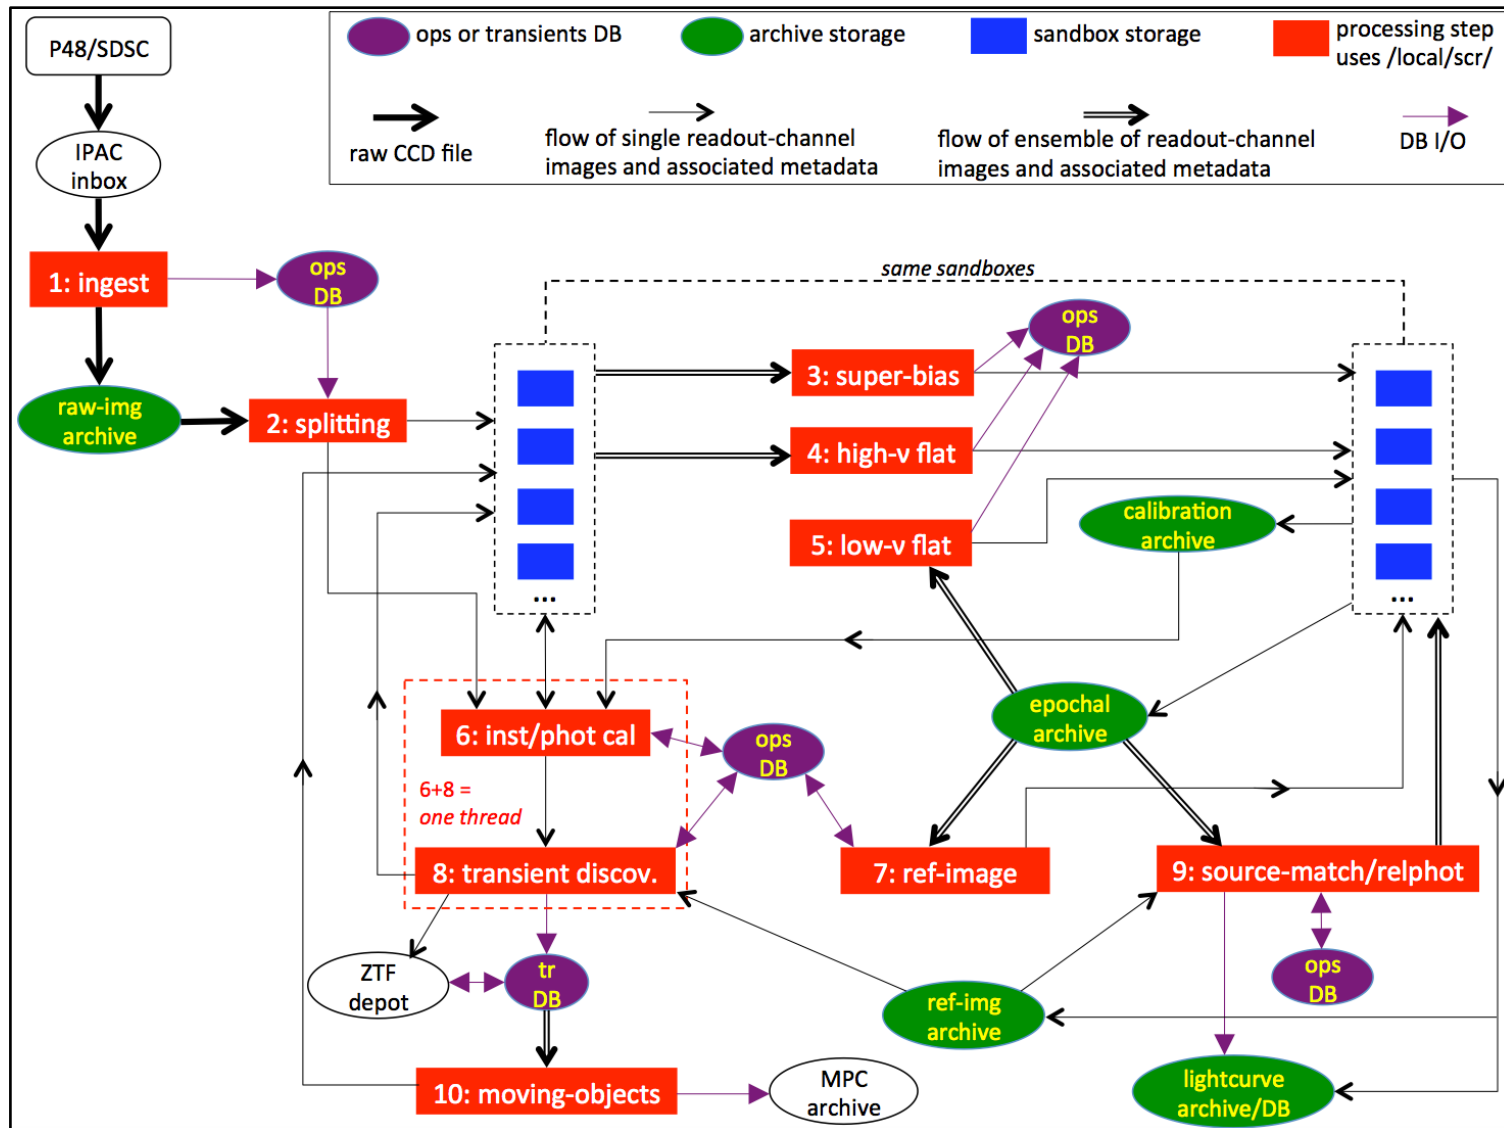 P48/SDSC
IPAC
inbox
ops or transients DB
archive storage
sandbox storage
processing step
uses /local/scr/
raw CCD file
flow of single readout-channel
images and associated metadata
flow of ensemble of readout-channel
images and associated metadata
DB I/O
1: ingest
ops
DB
same sandboxes
raw-img
archive
2: splitting
...
3: super-bias
ops
DB
4: high-ν flat
5: low-ν flat
calibration
archive
...
6: inst/phot cal
6+8 =
one thread
ops
DB
epochal
archive
8: transient discov.
7: ref-image
9: source-match/relphot
ZTF
depot
tr
DB
ref-img
archive
ops
DB
10: moving-objects
MPC
archive
lightcurve
archive/DB